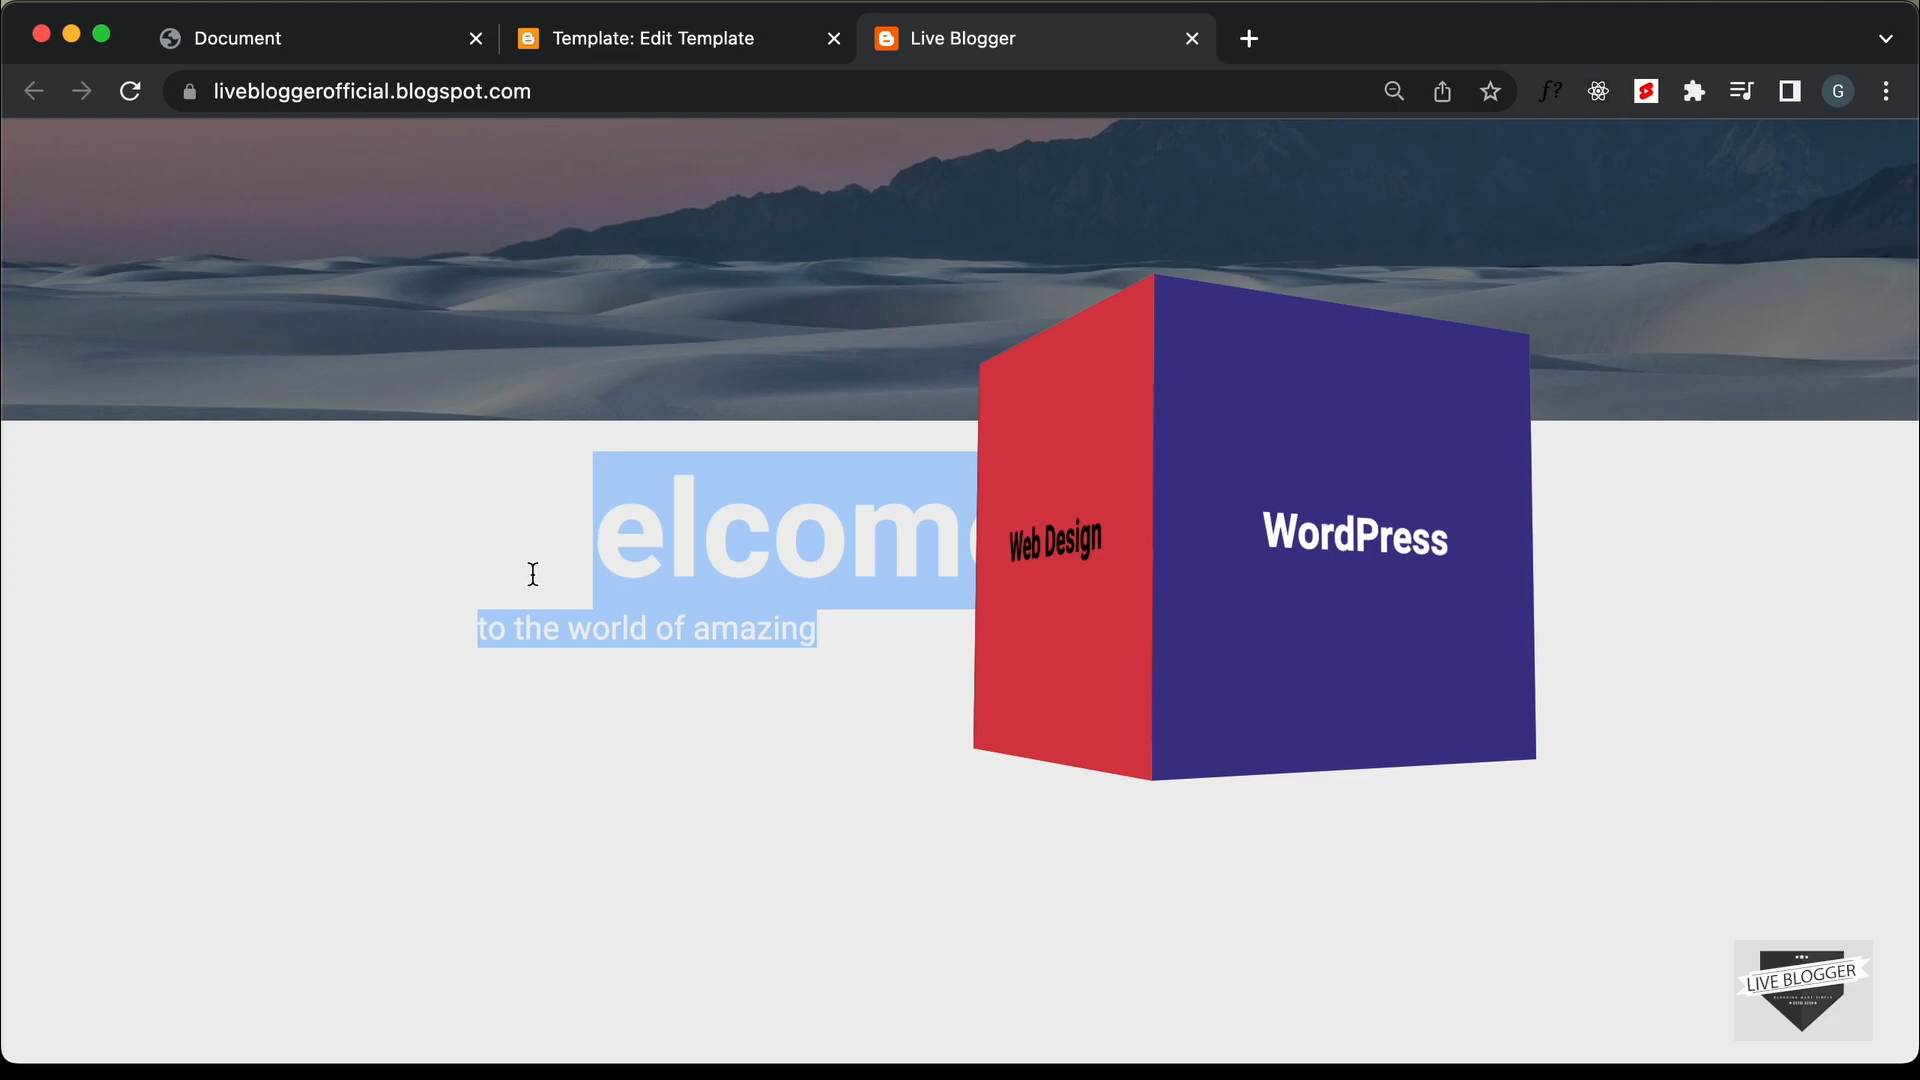 Document
Template: Edit Template
Live Blogger
livebloggerofficial.blogspot.com
f?
G
elcome
to the world of amazing
Web Design
WordPress
LIVE BLOGGER